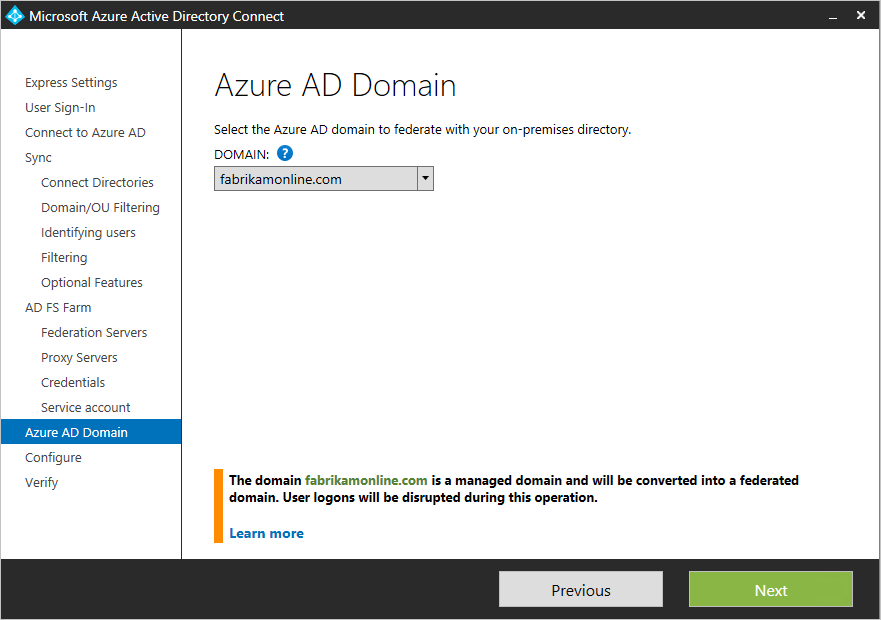 Microsoft Azure Active Directory Connect
Express Settings
User Sign-In
Connect to Azure AD
Sync
Connect Directories
Domain/OU Filtering
Identifying users
Filtering
Optional Features
AD FS Farm
Federation Servers
Proxy Servers
Credentials
Service account
Azure AD Domain
Configure
Verify
Azure AD Domain
Select the Azure AD domain to federate with your on-premises directory.
DOMAIN: ?
fabrikamonline.com
The domain fabrikamonline.com is a managed domain and will be converted into a federated
domain. User logons will be disrupted during this operation.
Learn more
Previous
Next